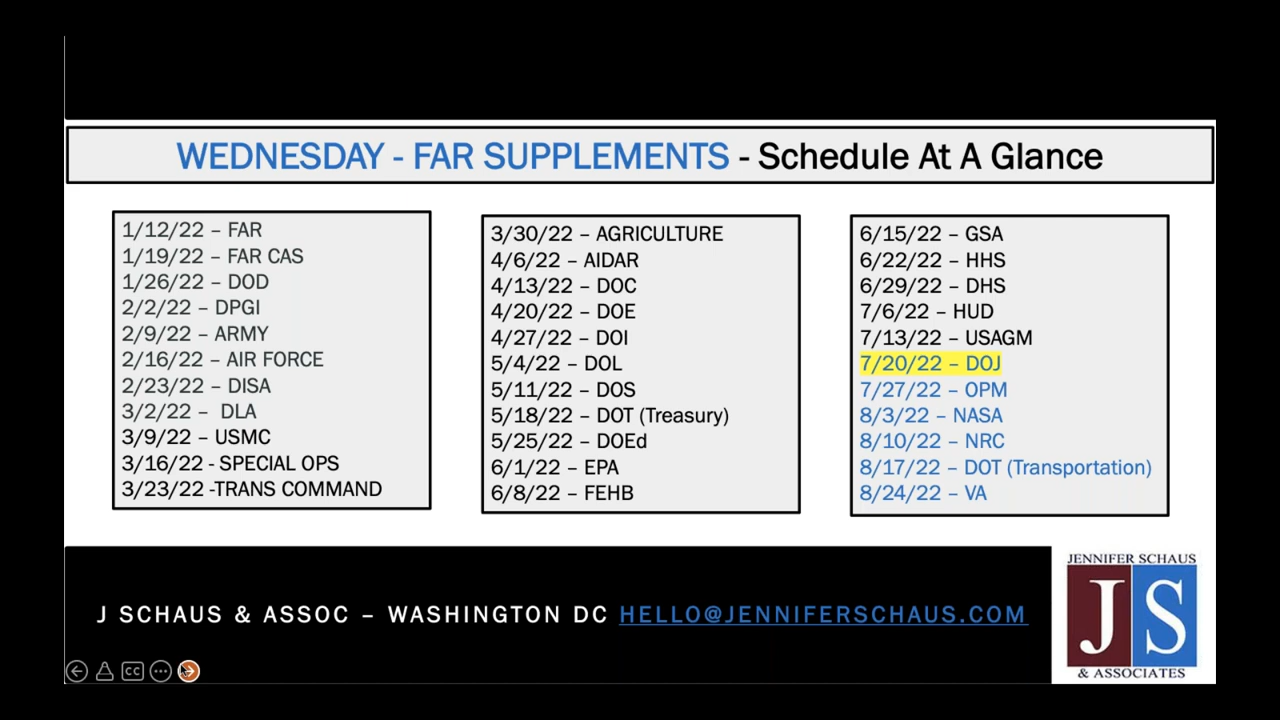 WEDNESDAY - FAR SUPPLEMENTS - Schedule At A Glance
1/12/22 – FAR
1/19/22 – FAR CAS
1/26/22 – DOD
2/2/22 – DPGI
2/9/22 – ARMY
2/16/22 – AIR FORCE
2/23/22 – DISA
3/2/22 – DLA
3/9/22 – USMC
3/16/22 - SPECIAL OPS
3/23/22 -TRANS COMMAND
3/30/22 – AGRICULTURE
4/6/22 – AIDAR
4/13/22 – DOC
4/20/22 – DOE
4/27/22 – DOI
5/4/22 – DOL
5/11/22 – DOS
5/18/22 – DOT (Treasury)
5/25/22 – DOEd
6/1/22 – EPA
6/8/22 – FEHB
6/15/22 – GSA
6/22/22 – HHS
6/29/22 – DHS
7/6/22 – HUD
7/13/22 – USAGM
7/20/22 – DOJ
7/27/22 – OPM
8/3/22 – NASA
8/10/22 – NRC
8/17/22 – DOT (Transportation)
8/24/22 – VA
J SCHAUS & ASSOC – WASHINGTON DC HELLO@JENNIFERSCHAUS.COM
JENNIFER SCHAUS
JS
& ASSOCIATES
CC